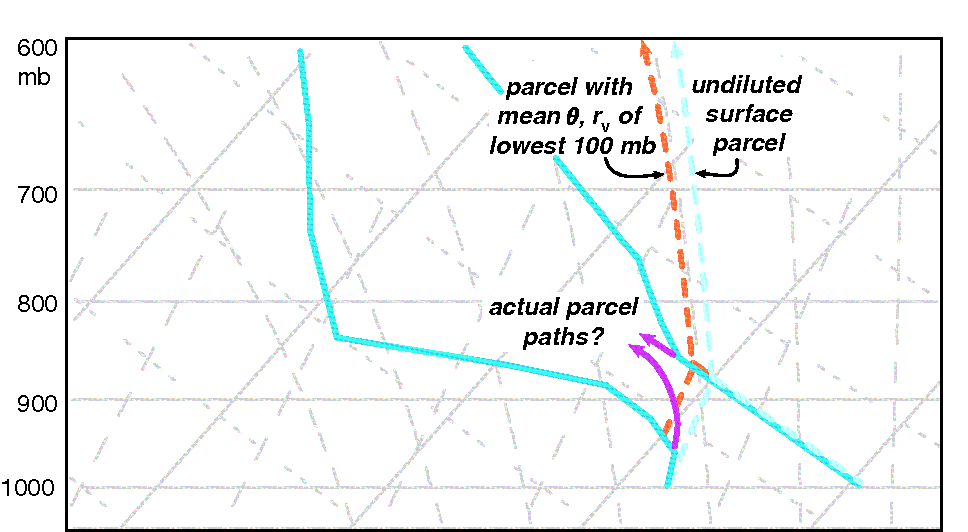 600
mb
parcel with
mean θ, rv of
lowest 100 mb
undiluted
surface
parcel
700
800
actual parcel
paths?
900
1000